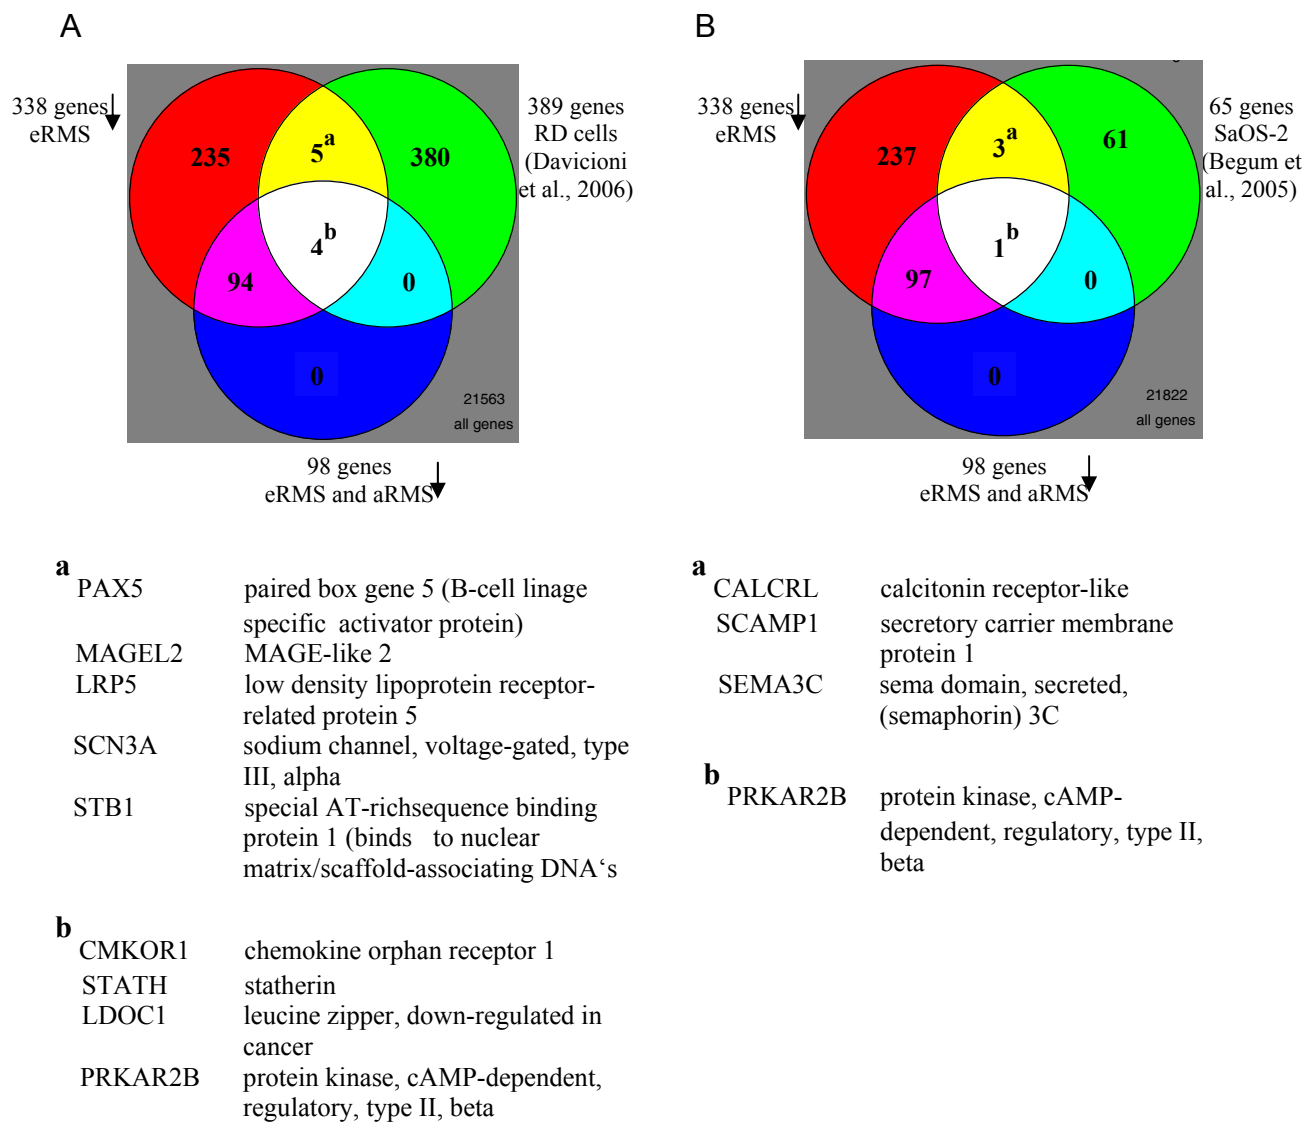 A
338 genes
eRMS
235
5a
380
4b
94
0
0
21563
all genes
389 genes
RD cells
(Davicioni
et al., 2006)
98 genes
eRMS and aRMS
a
PAX5 paired box gene 5 (B-cell linage
specific activator protein)
MAGEL2 MAGE-like 2
LRP5 low density lipoprotein receptor-
related protein 5
SCN3A sodium channel, voltage-gated, type
III, alpha
STB1 special AT-richsequence binding
protein 1 (binds to nuclear
matrix/scaffold-associating DNA‘s
b
CMKOR1 chemokine orphan receptor 1
STATH statherin
LDOC1 leucine zipper, down-regulated in
cancer
PRKAR2B protein kinase, cAMP-dependent,
regulatory, type II, beta
B
338 genes
eRMS
237
3a
61
1b
97
0
0
21822
all genes
65 genes
SaOS-2
(Begum et
al., 2005)
98 genes
eRMS and aRMS
a
CALCRL calcitonin receptor-like
SCAMP1 secretory carrier membrane
protein 1
SEMA3C sema domain, secreted,
(semaphorin) 3C
b
PRKAR2B protein kinase, cAMP-
dependent, regulatory, type II,
beta